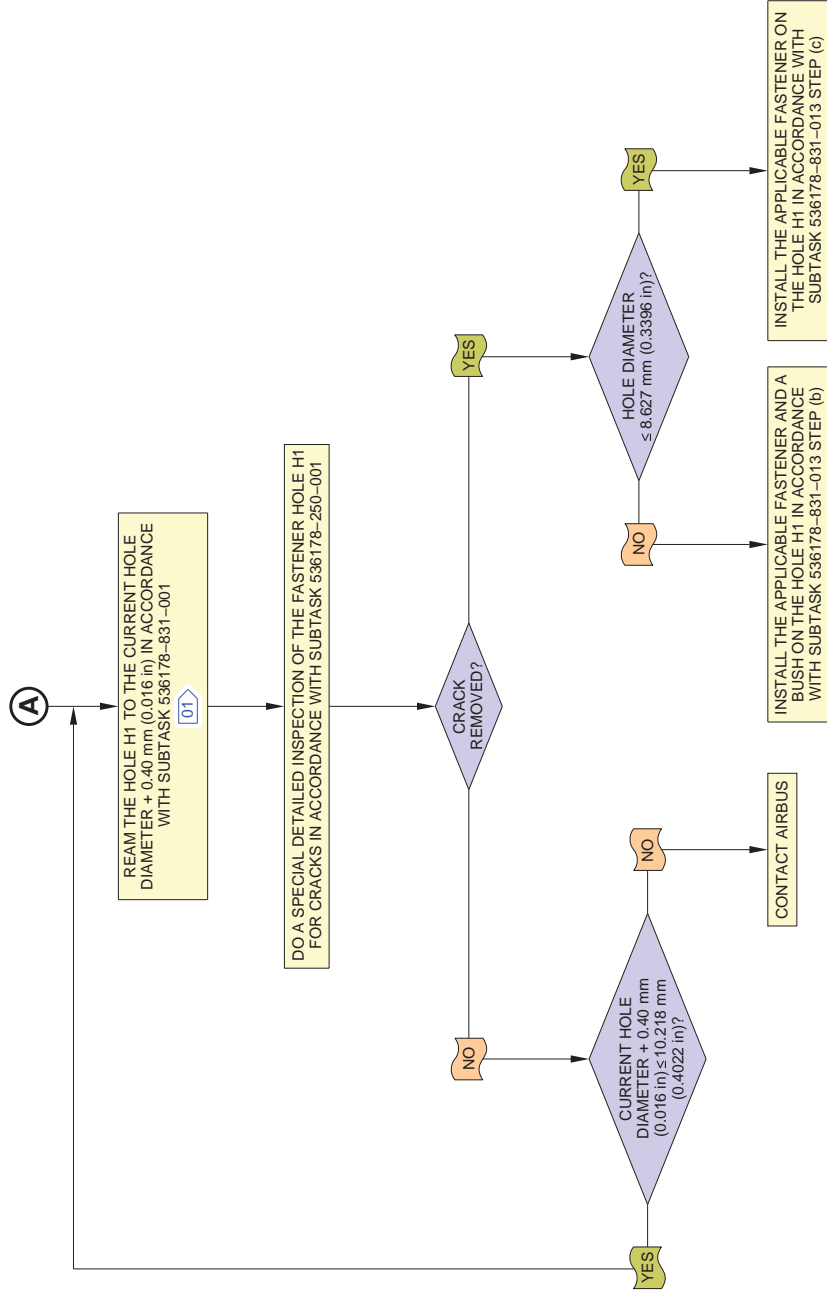 A
REAM THE HOLE H1 TO THE CURRENT HOLE
DIAMETER + 0.40 mm (0.016 in) IN ACCORDANCE
WITH SUBTASK 536178–831–001
01
DO A SPECIAL DETAILED INSPECTION OF THE FASTENER HOLE H1
FOR CRACKS IN ACCORDANCE WITH SUBTASK 536178–250–001
CRACK
REMOVED?
NO
YES
CURRENT HOLE
DIAMETER + 0.40 mm
(0.016 in) ≤ 10.218 mm
(0.4022 in)?
YES
NO
CONTACT AIRBUS
HOLE DIAMETER
≤ 8.627 mm (0.3396 in)?
NO
YES
INSTALL THE APPLICABLE FASTENER AND A
BUSH ON THE HOLE H1 IN ACCORDANCE
WITH SUBTASK 536178–831–013 STEP (b)
INSTALL THE APPLICABLE FASTENER ON
THE HOLE H1 IN ACCORDANCE WITH
SUBTASK 536178–831–013 STEP (c)